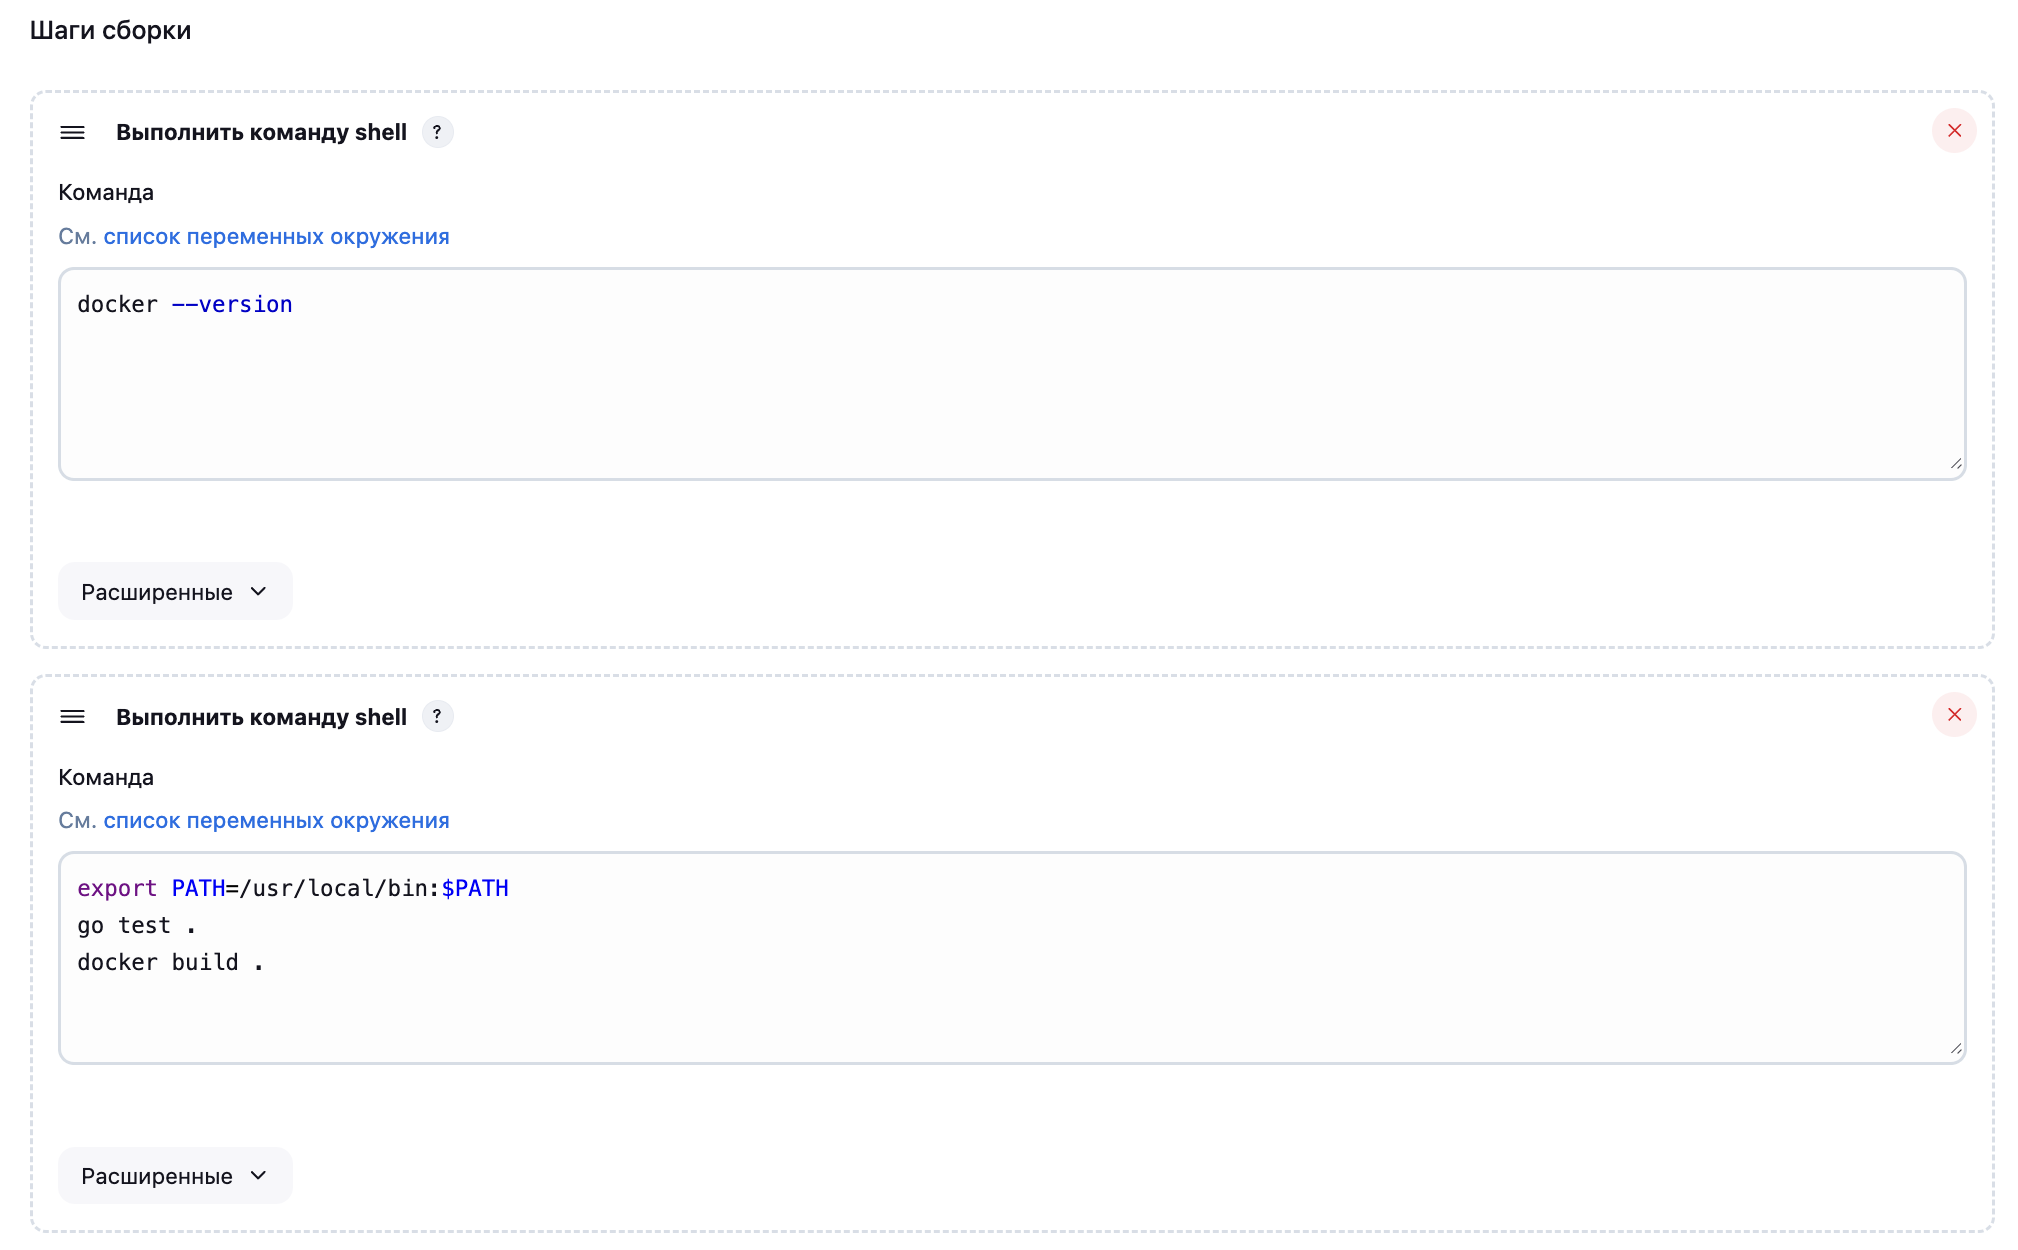 Шаги сборки
Выполнить команду shell ?
Команда
См. список переменных окружения
docker --version
Расширенные
Выполнить команду shell ?
Команда
См. список переменных окружения
export PATH=/usr/local/bin:$PATH
go test .
docker build .
Расширенные